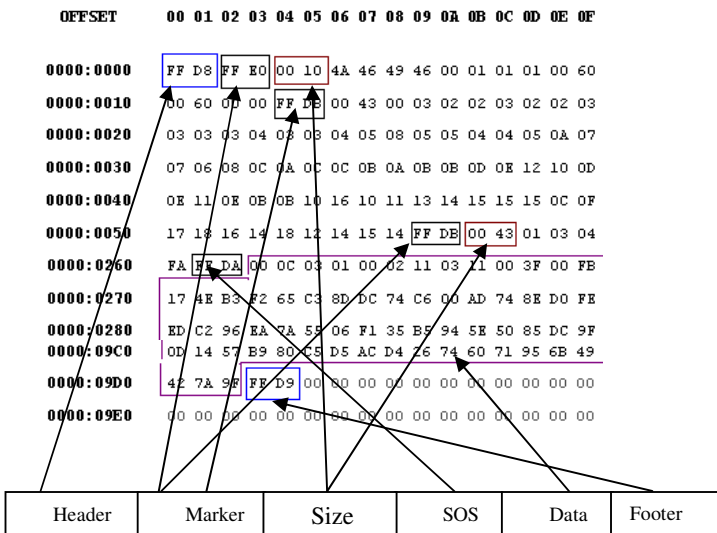 OFFSET 00 01 02 03 04 05 06 07 08 09 0A 0B 0C 0D 0E 0F
0000:0000 FF D8 FF E0 00 10 4A 46 49 46 00 01 01 01 00 60
0000:0010 00 60 00 00 FF DB 00 43 00 03 02 02 03 02 02 03
0000:0020 03 03 03 04 03 03 04 05 08 05 05 04 04 05 0A 07
0000:0030 07 06 08 0C 0A 0C 0C 0B 0A 0B 0B 0D 0E 12 10 0D
0000:0040 0E 11 0E 0B 0B 10 16 10 11 13 14 15 15 15 0C 0F
0000:0050 17 18 16 14 18 12 14 15 14 FF DB 00 43 01 03 04
0000:0260 FA FF DA 00 0C 03 01 00 02 11 03 11 00 3F 00 FB
0000:0270 17 4E B3 F2 65 C3 8D DC 74 C6 00 AD 74 8E D0 FE
0000:0280 ED C2 96 EA 7A 55 06 F1 35 B5 94 5E 50 85 DC 9F
0000:09C0 0D 14 57 B9 80 C5 D5 AC D4 26 74 60 71 95 6B 49
0000:09D0 42 7A 9F FF D9 00 00 00 00 00 00 00 00 00 00 00
0000:09E0 00 00 00 00 00 00 00 00 00 00 00 00 00 00 00 00
Header Marker Size SOS Data Footer